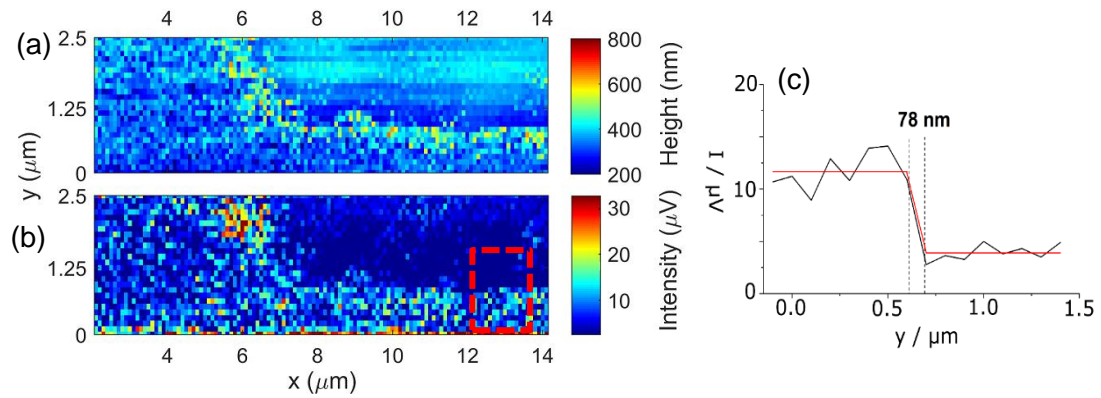 4 6 8 10 12 14
(a)
2.5
1.25
0
800
600
400
200
Height (nm)
y (μm)
(b)
2.5
1.25
0
30
20
10
Intensity (μV)
4 6 8 10 12 14
x (μm)
(c)
20
10
0
I / μV
78 nm
0.0 0.5 1.0 1.5
y / μm